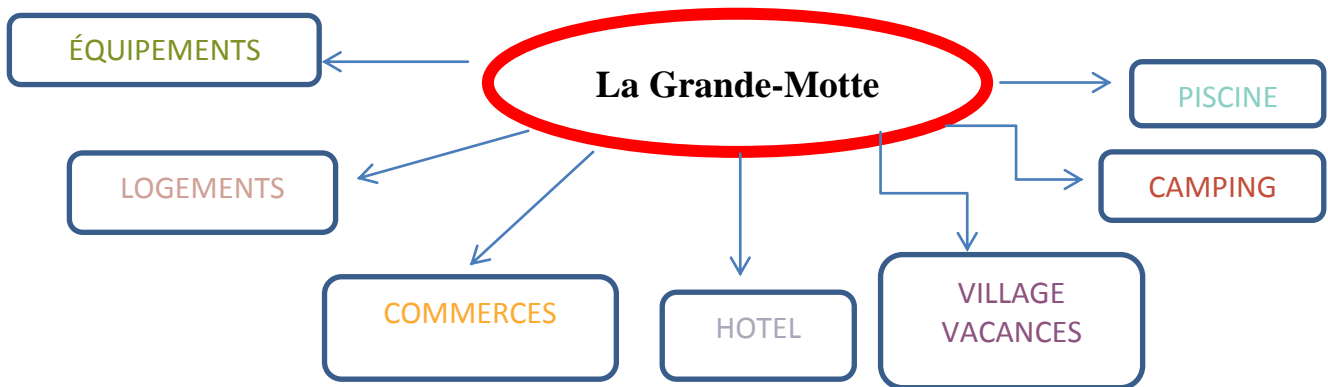 La Grande-Motte
ÉQUIPEMENTS
PISCINE
LOGEMENTS
CAMPING
COMMERCES
HOTEL
VILLAGE
VACANCES